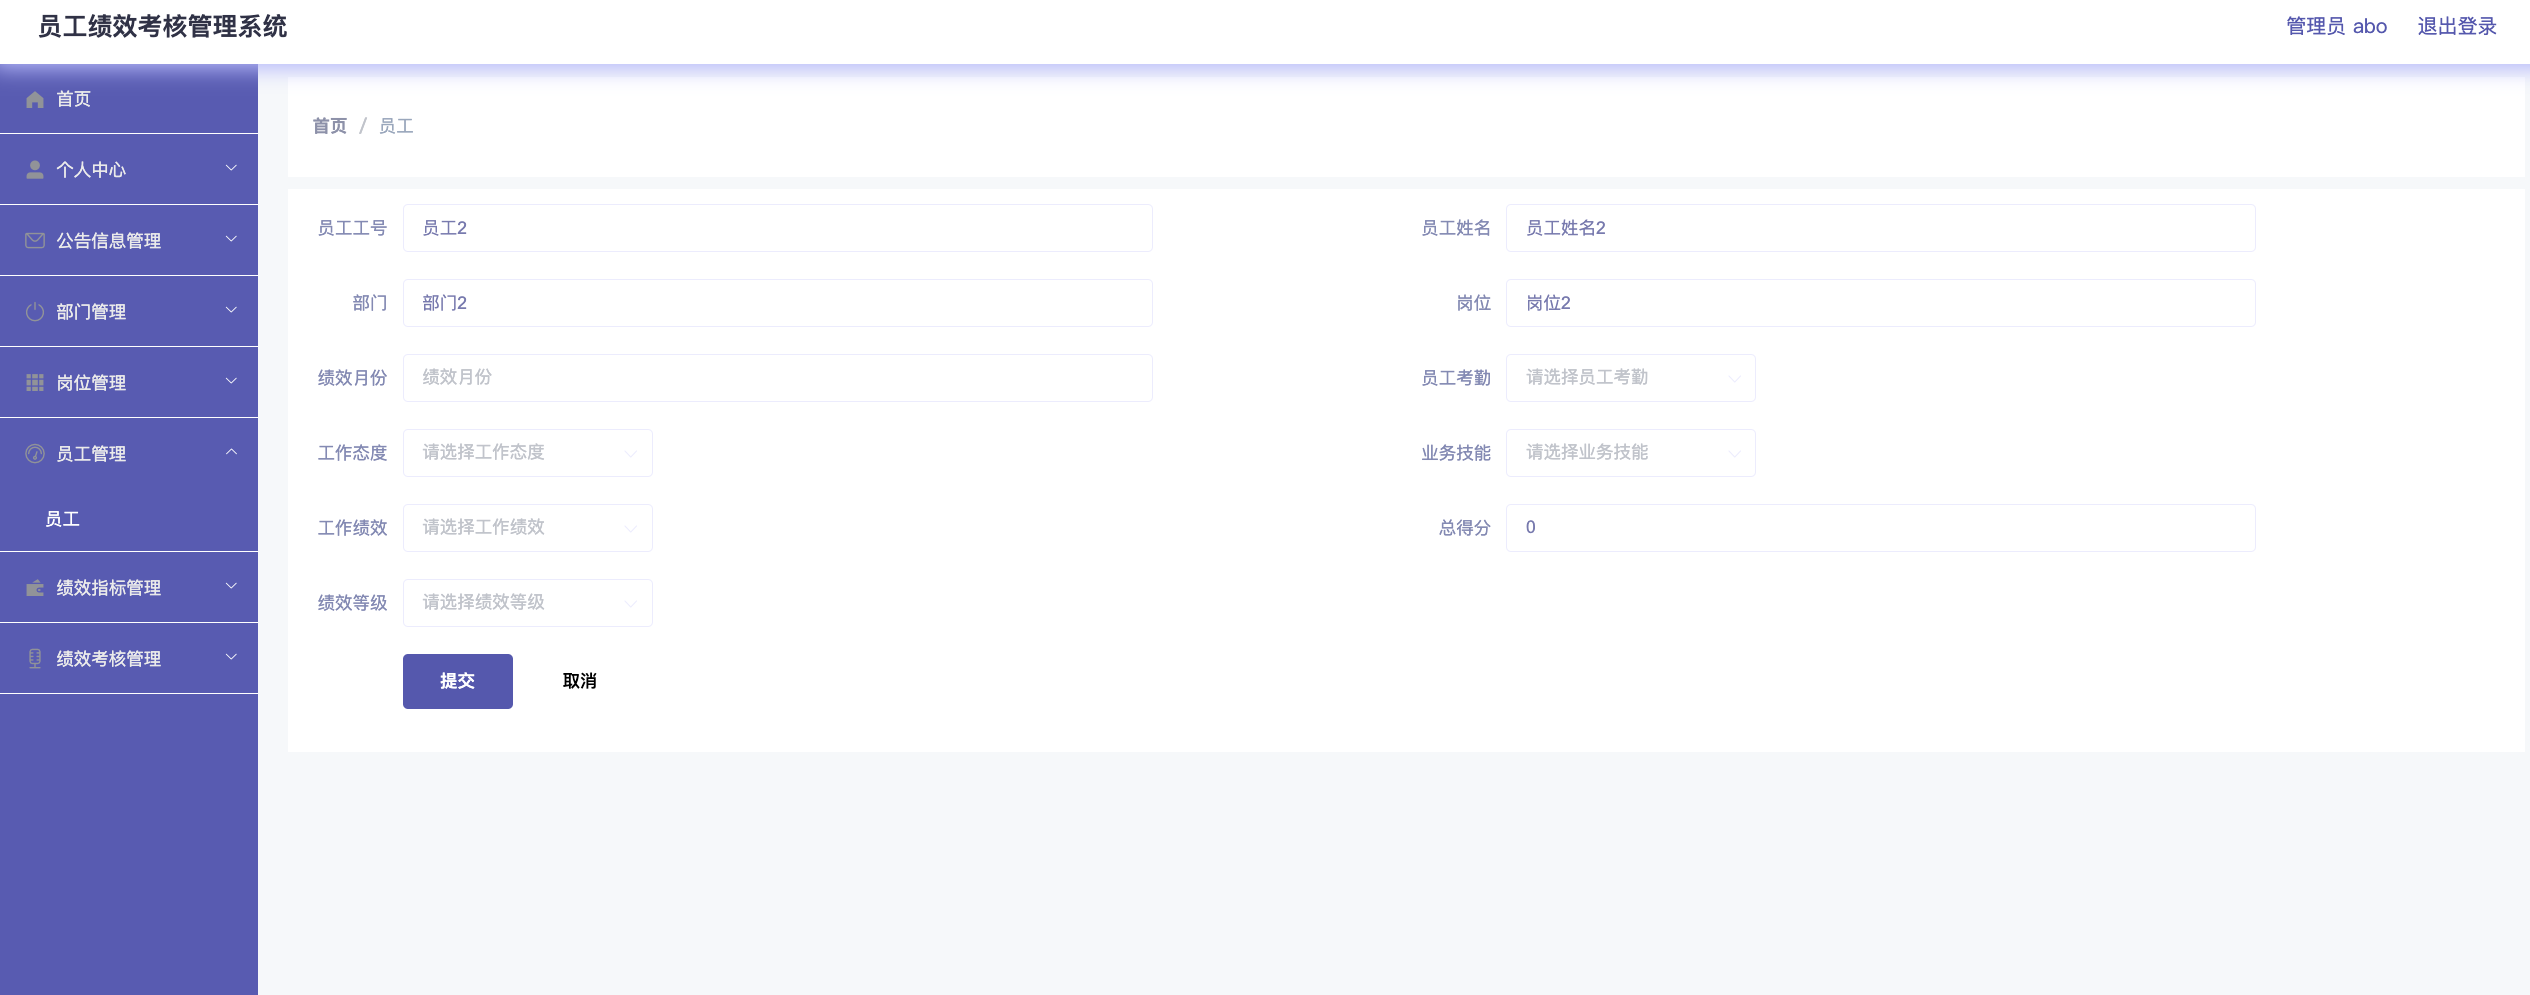 员工绩效考核管理系统
管理员 abo 退出登录
首页
个人中心
公告信息管理
部门管理
岗位管理
员工管理
员工
绩效指标管理
绩效考核管理
首页 / 员工
员工工号 员工2 员工姓名 员工姓名2
部门 部门2 岗位 岗位2
绩效月份 绩效月份 员工考勤 请选择员工考勤
工作态度 请选择工作态度 业务技能 请选择业务技能
工作绩效 请选择工作绩效 总得分 0
绩效等级 请选择绩效等级
提交 取消